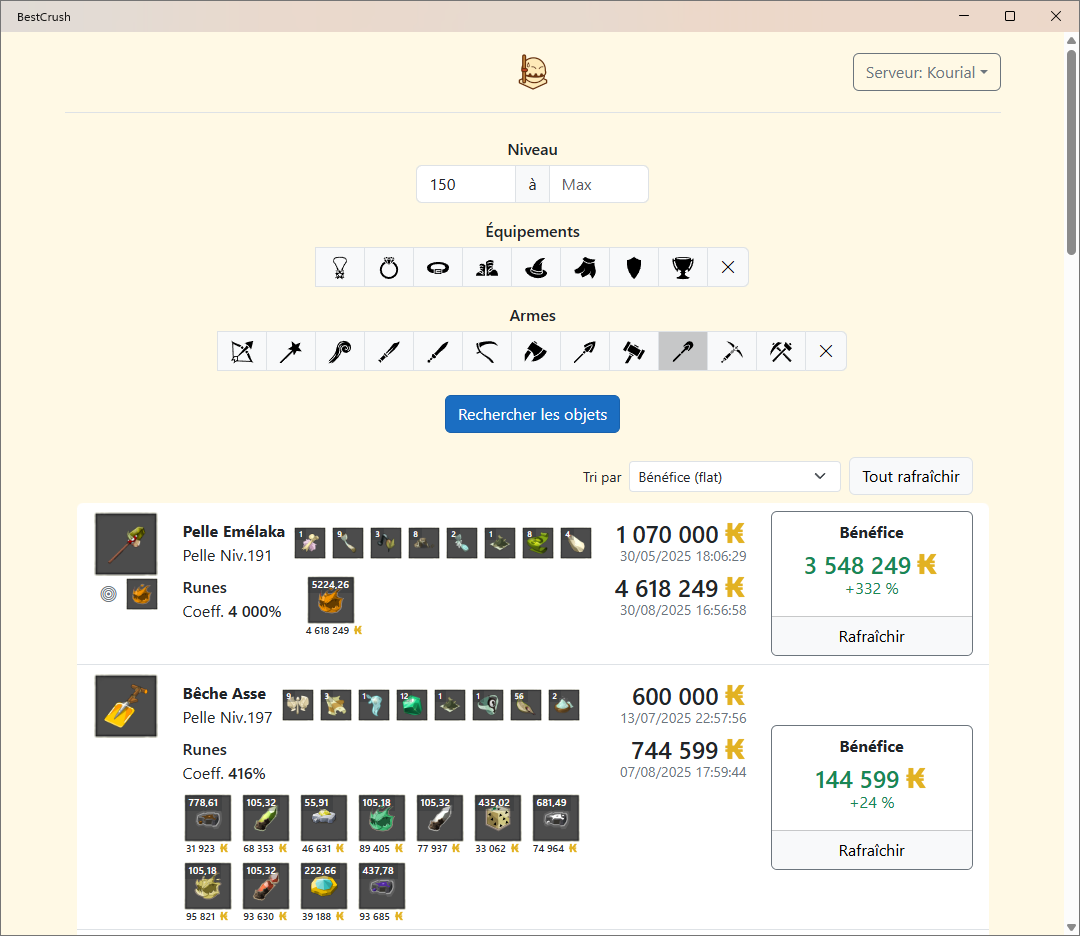 BestCrush
Serveur: Kourial
Niveau
150 à Max
Équipements
Armes
Rechercher les objets
Tri par Bénéfice (flat) Tout rafraîchir
Pelle Emélaka 1 9 3 8 2 1 8 4
Pelle Niv.191
1 070 000
30/05/2025 18:06:29
Runes
Coeff. 4 000%
5224,26
4 618 249
4 618 249
30/08/2025 16:56:58
Bénéfice
3 548 249
+332 %
Rafraîchir
Bêche Asse 9 3 1 12 1 1 56 2
Pelle Niv.197
600 000
13/07/2025 22:57:56
Runes
Coeff. 416%
744 599
07/08/2025 17:59:44
778,61 105,32 55,91 105,18 105,32 435,02 681,49
31 923 68 353 46 631 89 405 77 937 33 062 74 964
105,18 105,32 222,66 437,78
95 821 93 630 39 188 93 685
Bénéfice
144 599
+24 %
Rafraîchir